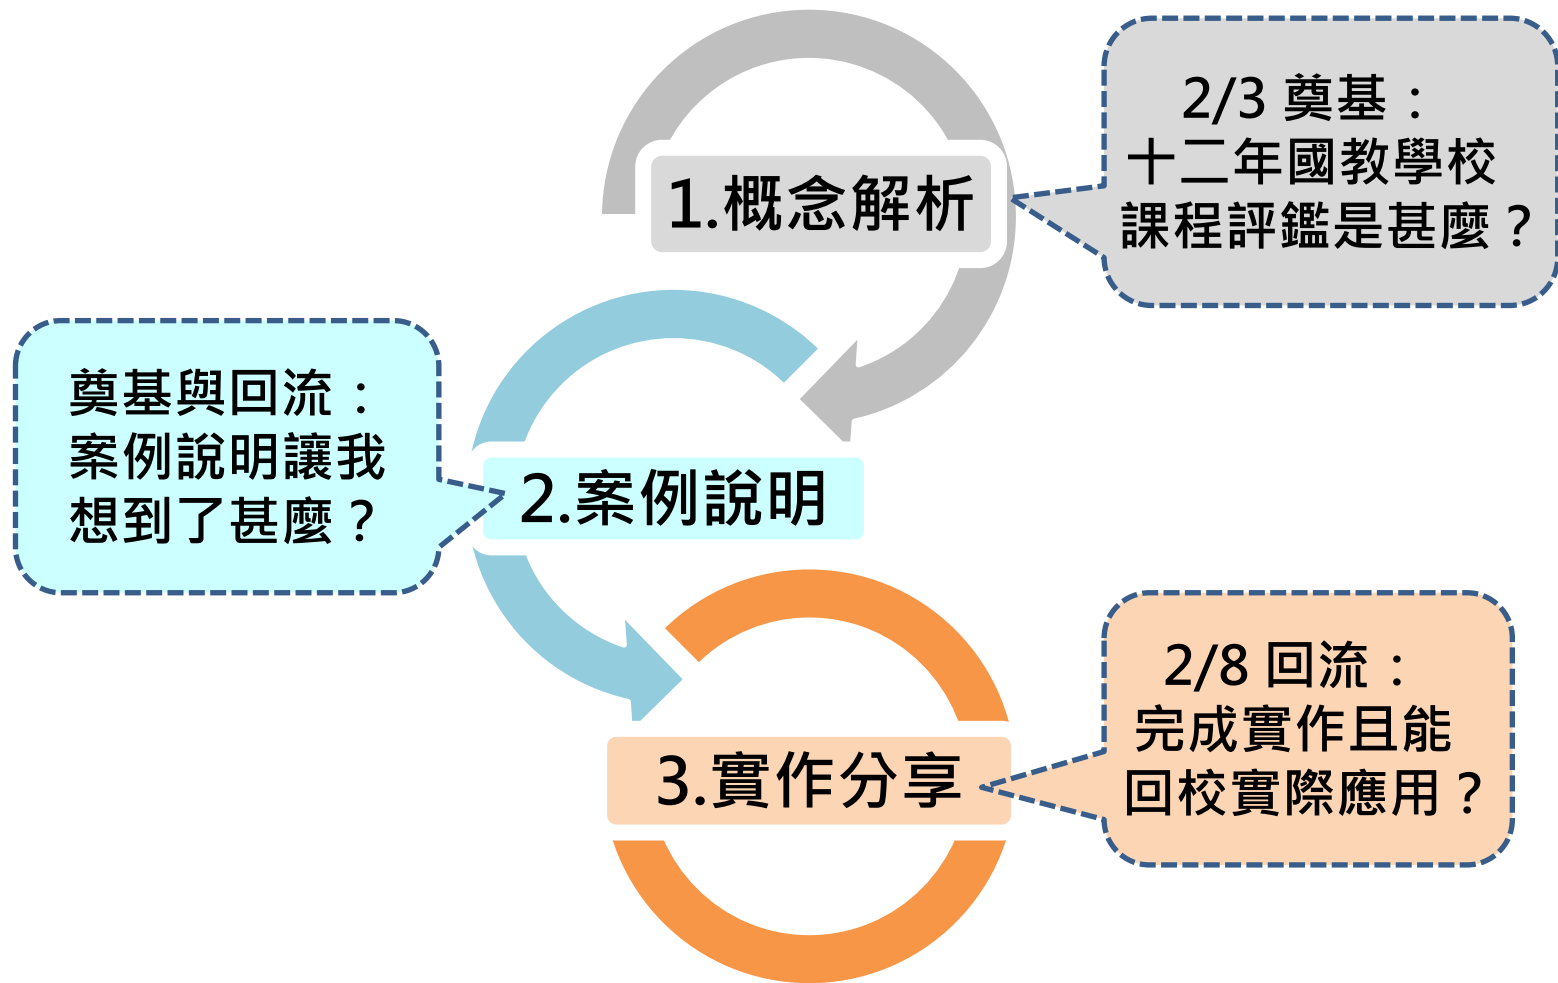 2/3 奠基：
十二年國教學校
課程評鑑是甚麼？
1.概念解析
奠基與回流：
案例說明讓我
想到了甚麼？
2.案例說明
2/8 回流：
完成實作且能
回校實際應用？
3.實作分享